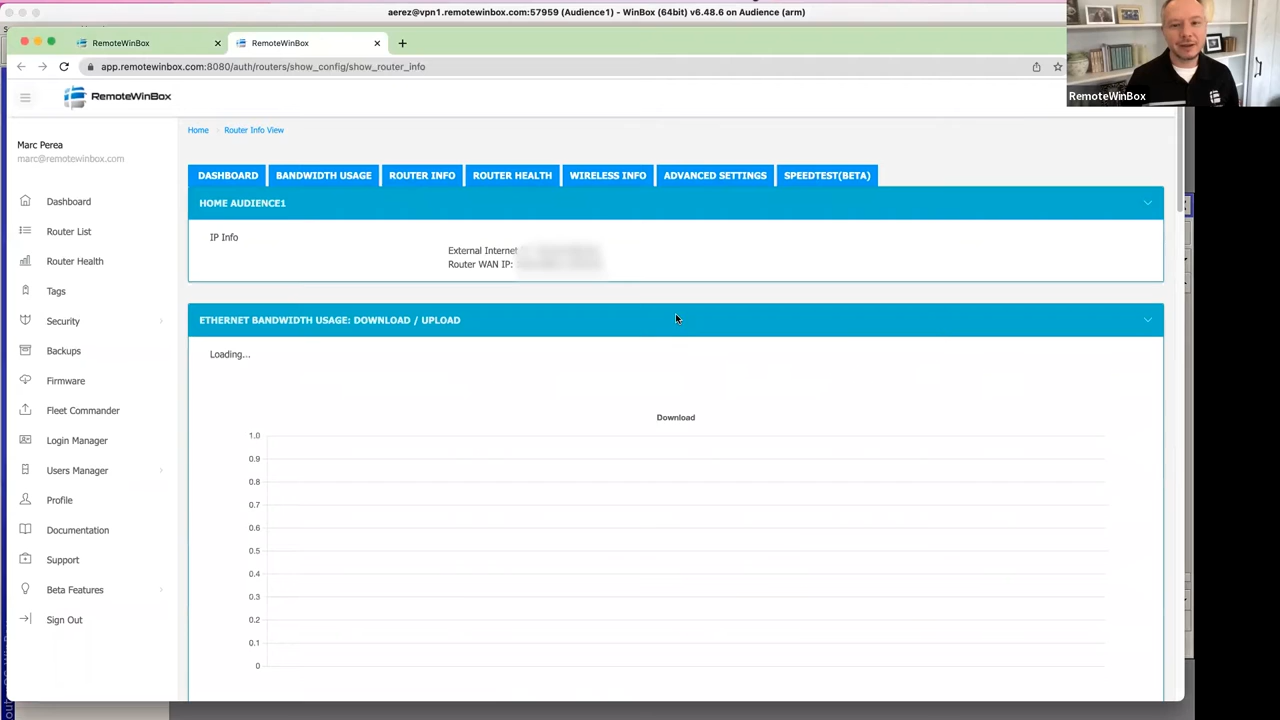 aerez@vpn1.remotewinbox.com:57959 (Audience1) - WinBox (64bit) v6.48.6 on Audience (arm)
RemoteWinBox
RemoteWinBox
app.remotewinbox.com:8080/auth/routers/show_config/show_router_info
RemoteWinBox
RemoteWinBox
Marc Perea
marc@remotewinbox.com
Dashboard
Router List
Router Health
Tags
Security
Backups
Firmware
Fleet Commander
Login Manager
Users Manager
Profile
Documentation
Support
Beta Features
Sign Out
Home
Router Info View
DASHBOARD
BANDWIDTH USAGE
ROUTER INFO
ROUTER HEALTH
WIRELESS INFO
ADVANCED SETTINGS
SPEEDTEST(BETA)
HOME AUDIENCE1
IP Info
External Internet
Router WAN IP:
ETHERNET BANDWIDTH USAGE: DOWNLOAD / UPLOAD
Loading...
Download
1.0
0.9
0.8
0.7
0.6
0.5
0.4
0.3
0.2
0.1
0